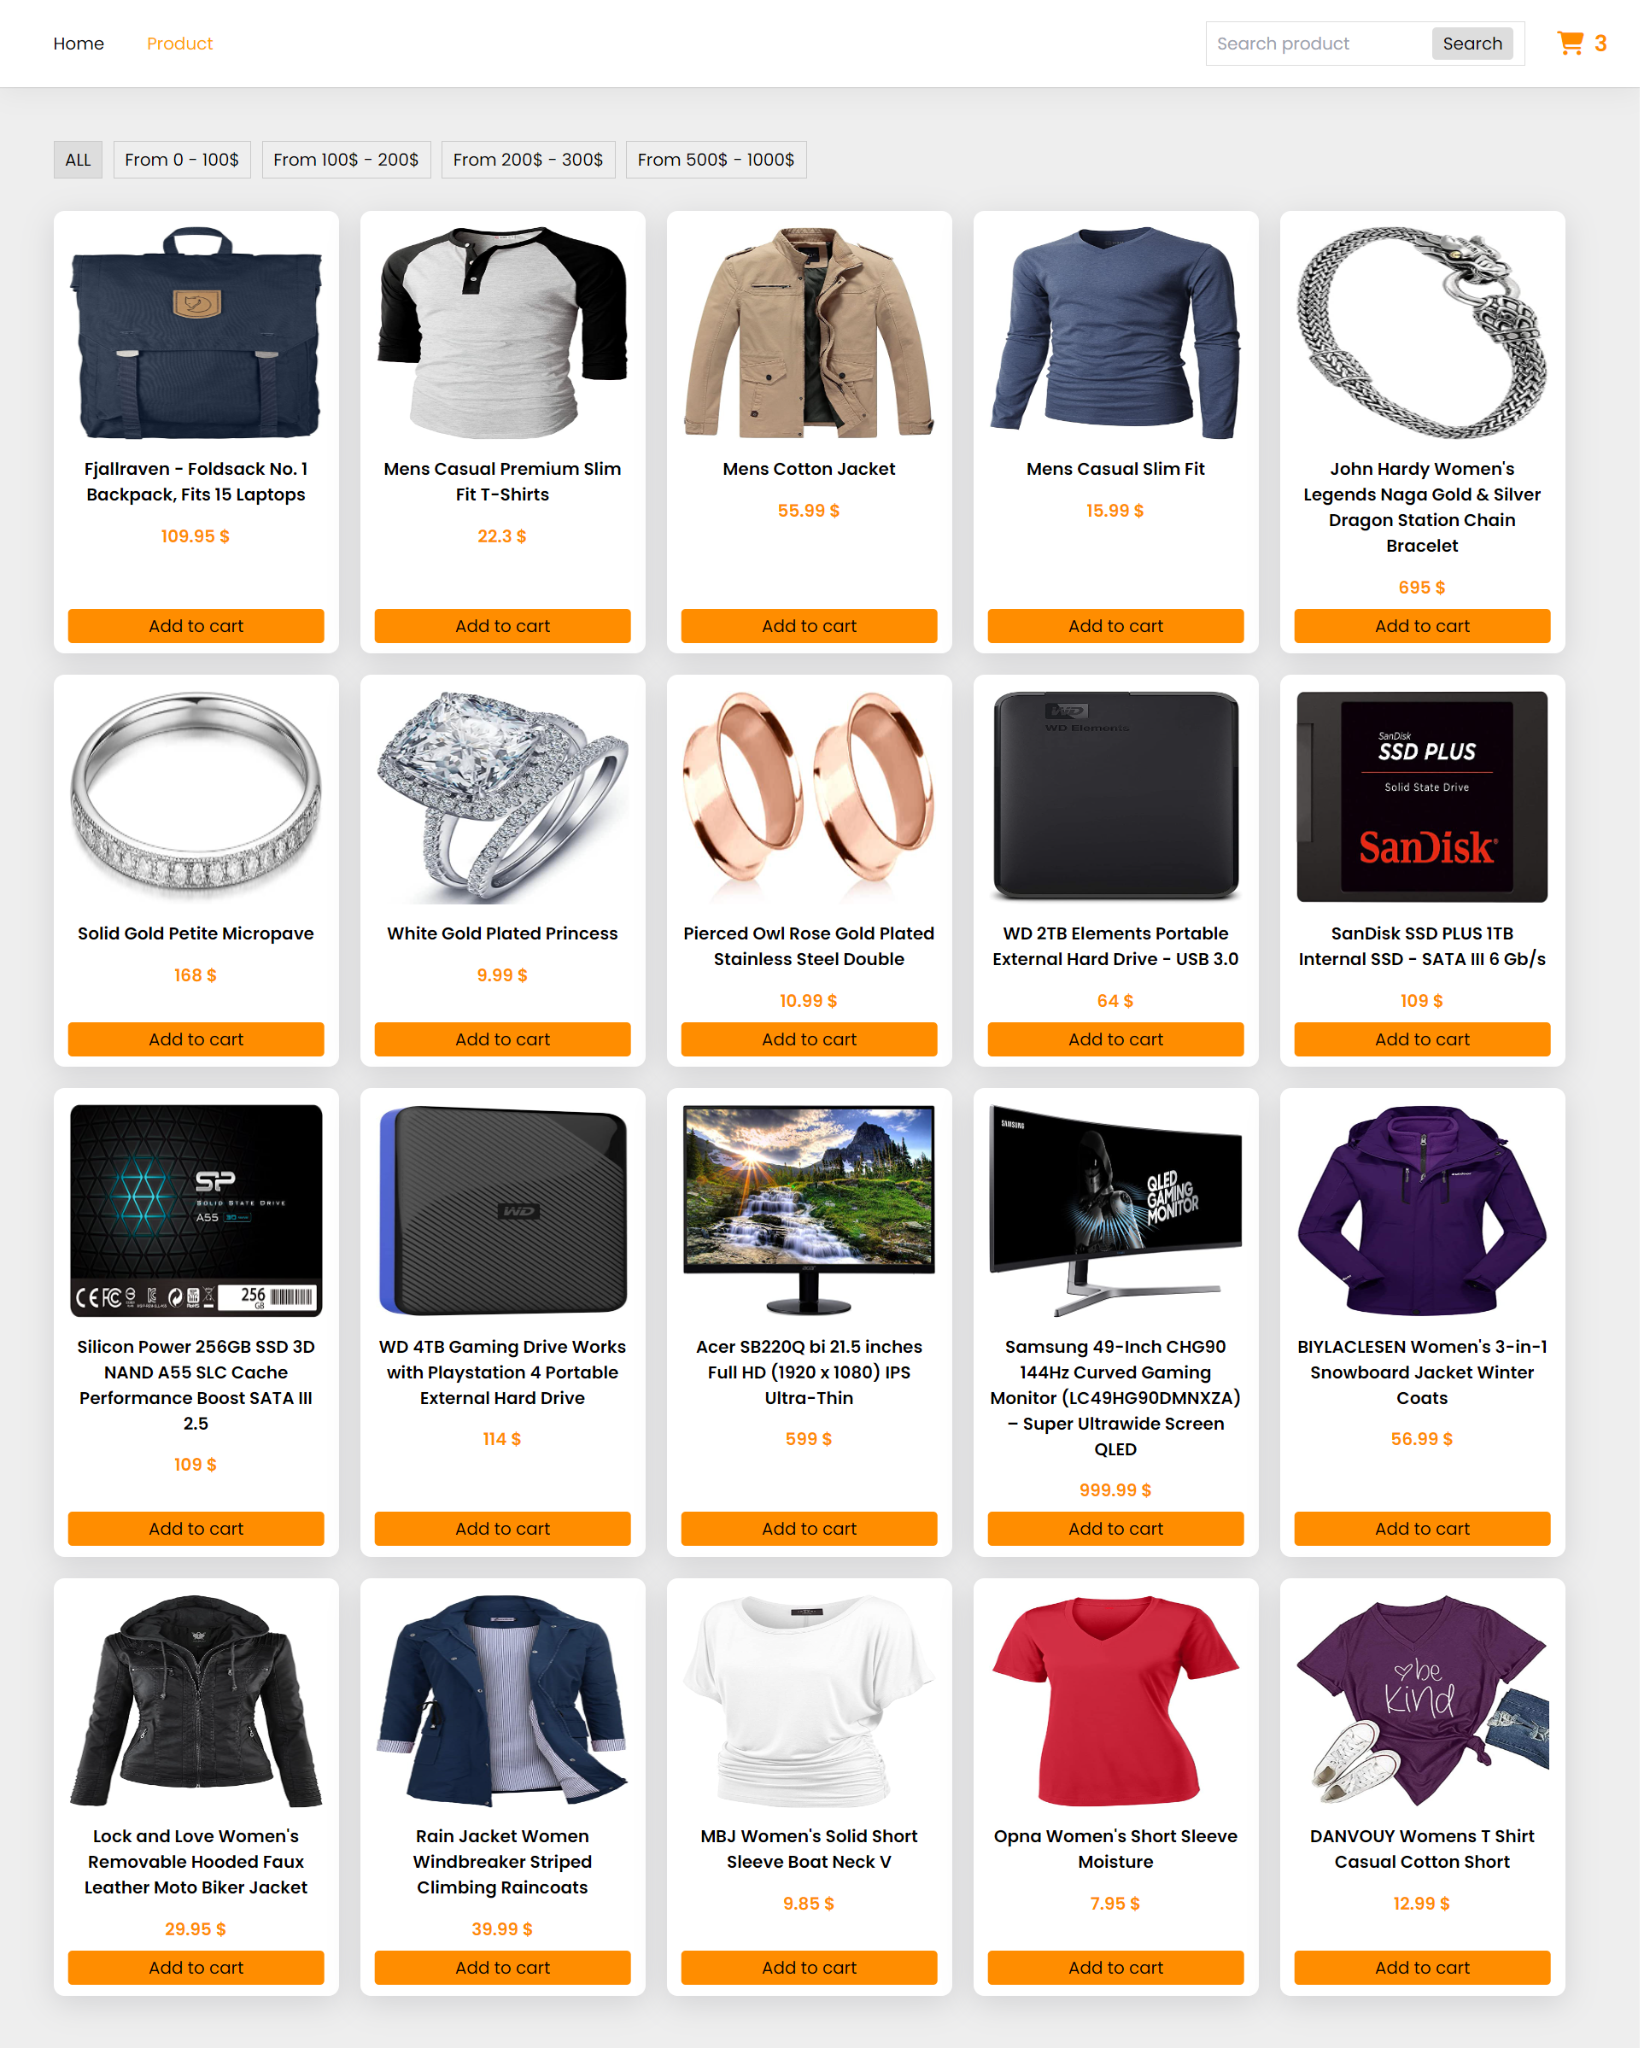 Home
Product
Search product
Search
3
ALL
From 0 - 100$
From 100$ - 200$
From 200$ - 300$
From 500$ - 1000$
Fjallraven - Foldsack No. 1
Backpack, Fits 15 Laptops
109.95 $
Add to cart
Mens Casual Premium Slim
Fit T-Shirts
22.3 $
Add to cart
Mens Cotton Jacket
55.99 $
Add to cart
Mens Casual Slim Fit
15.99 $
Add to cart
John Hardy Women's
Legends Naga Gold & Silver
Dragon Station Chain
Bracelet
695 $
Add to cart
Solid Gold Petite Micropave
168 $
Add to cart
White Gold Plated Princess
9.99 $
Add to cart
Pierced Owl Rose Gold Plated
Stainless Steel Double
10.99 $
Add to cart
WD
WD Elements
WD 2TB Elements Portable
External Hard Drive - USB 3.0
64 $
Add to cart
SanDisk
SSD PLUS
Solid State Drive
SanDisk
SanDisk SSD PLUS 1TB
Internal SSD - SATA III 6 Gb/s
109 $
Add to cart
SP
SOLID STATE DRIVE
A55
256
GB
Silicon Power 256GB SSD 3D
NAND A55 SLC Cache
Performance Boost SATA III
2.5
109 $
Add to cart
WD
WD 4TB Gaming Drive Works
with Playstation 4 Portable
External Hard Drive
114 $
Add to cart
Acer SB220Q bi 21.5 inches
Full HD (1920 x 1080) IPS
Ultra-Thin
599 $
Add to cart
SAMSUNG
QLED
GAMING
MONITOR
Samsung 49-Inch CHG90
144Hz Curved Gaming
Monitor (LC49HG90DMNXZA)
– Super Ultrawide Screen
QLED
999.99 $
Add to cart
BIYLACLESEN Women's 3-in-1
Snowboard Jacket Winter
Coats
56.99 $
Add to cart
Lock and Love Women's
Removable Hooded Faux
Leather Moto Biker Jacket
29.95 $
Add to cart
Rain Jacket Women
Windbreaker Striped
Climbing Raincoats
39.99 $
Add to cart
MBJ Women's Solid Short
Sleeve Boat Neck V
9.85 $
Add to cart
Opna Women's Short Sleeve
Moisture
7.95 $
Add to cart
be
kind
DANVOUY Womens T Shirt
Casual Cotton Short
12.99 $
Add to cart